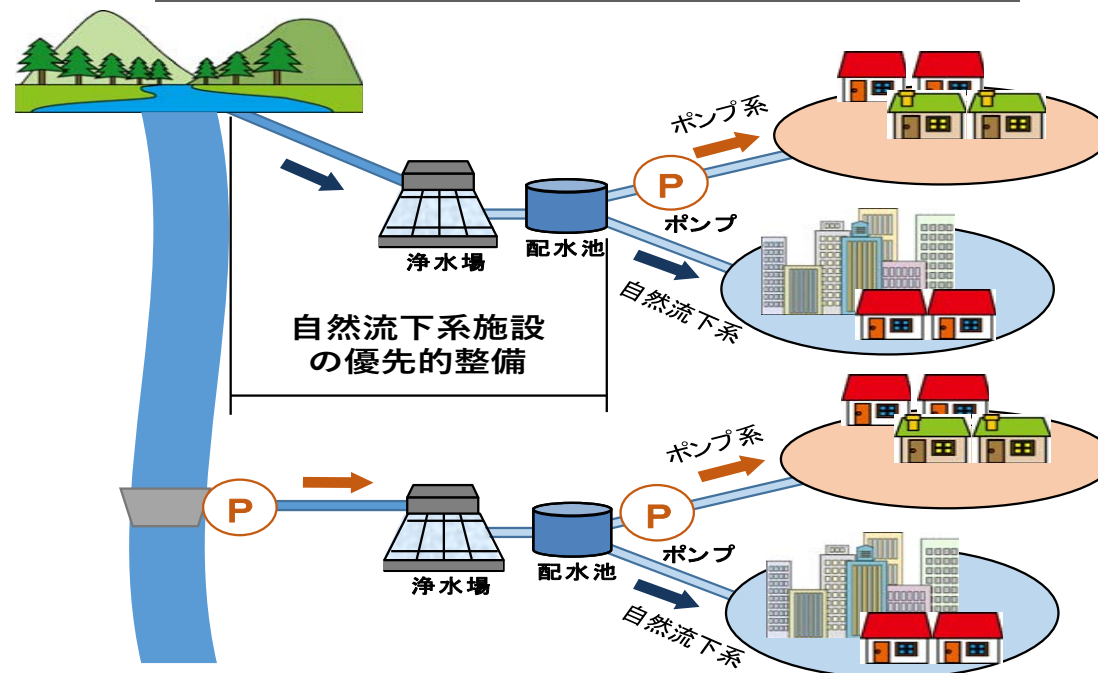 ポンプ系
P
ポンプ
浄水場
配水池
自然流下系
自然流下系施設
の優先的整備
ポンプ系
P
P
ポンプ
浄水場
配水池
自然流下系